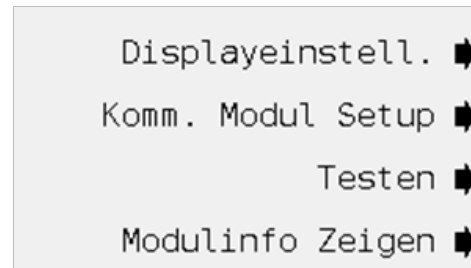 Displayeinstell.
Komm. Modul Setup
Testen
Modulinfo Zeigen